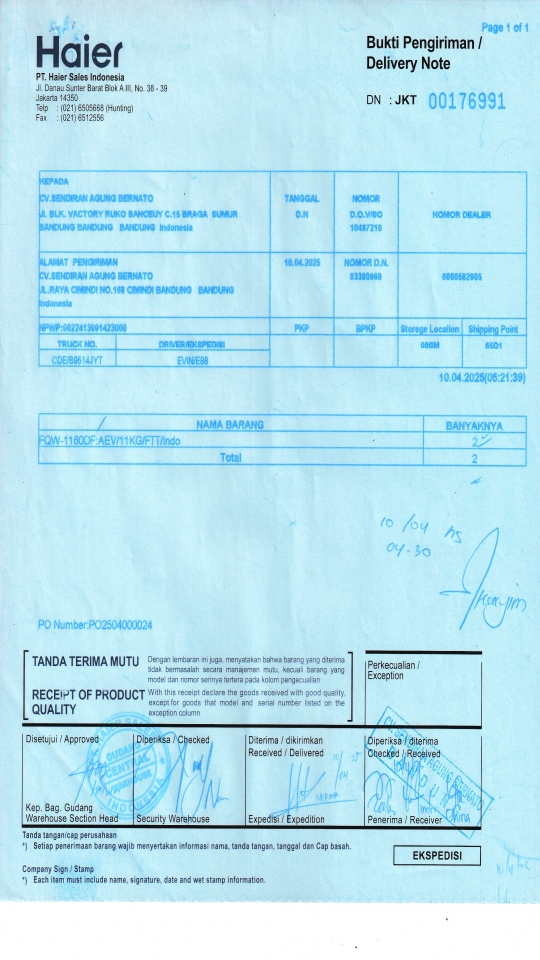 Page 1 of 1
Haier
PT. Haier Sales Indonesia
Jl. Danau Sunter Barat Blok A III, No. 38 - 39
Jakarta 14350
Telp : (021) 6505668 (Hunting)
Fax : (021) 6512556
Bukti Pengiriman /
Delivery Note
DN : JKT 00176991
KEPADA
CV.SENDIRAN AGUNG BERNATO
JL. BLK. VACTORY RUKO BANCEUY C.15 BRAGA SUMUR
BANDUNG BANDUNG BANDUNG Indonesia
TANGGAL
D.N
NOMOR
D.O.V/SO
10487210
NOMOR DEALER
ALAMAT PENGIRIMAN
CV.SENDIRAN AGUNG BERNATO
JL.RAYA CIMINDI NO.168 CIMINDI BANDUNG BANDUNG
Indonesia
10.04.2025
NOMOR D.N.
83380969
6000582905
NPWP:0022413991423000
PKP
BPKP
Storege Location
Shipping Point
TRUCK NO.
DRIVER/EKSPEDISI
CDE/B9514JYT
EVIN/E98
10.04.2025(05:21:39)
NAMA BARANG
BANYAKNYA
FQW-1160DF:AEV/11KG/FTT/Indo
2
Total
2
10/04
04.30
PO Number:PO2504000024
TANDA TERIMA MUTU
Dengan lembaran ini juga, menyatakan bahwa barang yang diterima
tidak bermasalah secara manajemen mutu, kecuali barang yang
model dan nomor serinya tertera pada kolom pengecualian
RECEIPT OF PRODUCT
QUALITY
With this receipt declare the goods received with good quality,
except for goods that model and serial number listed on the
exception column
Perkecualian /
Exception
Disetujui / Approved
Kep. Bag. Gudang
Warehouse Section Head
Diperiksa / Checked
Security Warehouse
Diterima / dikirimkan
Received / Delivered
Expedisi / Expedition
Diperiksa / diterima
Checked / Received
Penerima / Receiver
GUDANG
CENTRAL
WAREHOUSE
Tanda tangan/cap perusahaan
*) Setiap penerimaan barang wajib menyertakan informasi nama, tanda tangan, tanggal dan Cap basah.
Company Sign / Stamp
*) Each item must include name, signature, date and wet stamp information.
EKSPEDISI